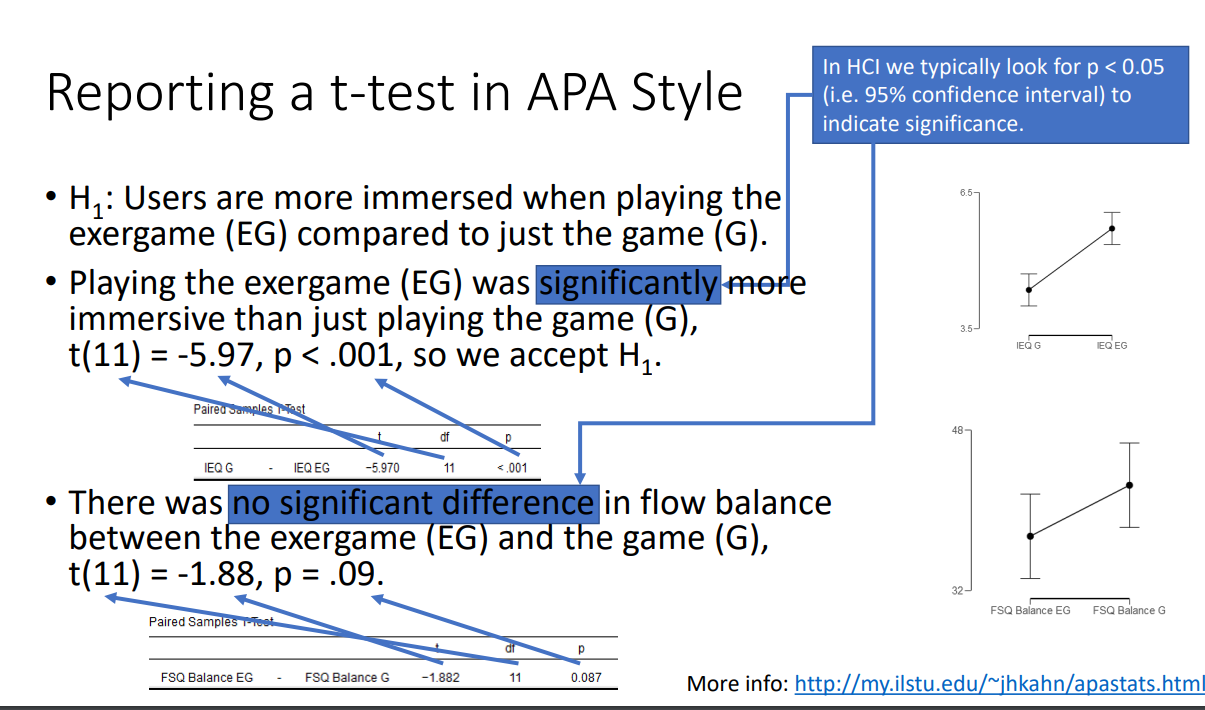 Reporting a t-test in APA Style
In HCI we typically look for p < 0.05
(i.e. 95% confidence interval) to
indicate significance.
• H1: Users are more immersed when playing the
exergame (EG) compared to just the game (G).
• Playing the exergame (EG) was significantly more
immersive than just playing the game (G),
t(11) = -5.97, p < .001, so we accept H1.
Paired Samples T-Test
t df p
IEQ G - IEQ EG −5.970 11 < .001
• There was no significant difference in flow balance
between the exergame (EG) and the game (G),
t(11) = -1.88, p = .09.
Paired Samples T-Test
t df p
FSQ Balance EG - FSQ Balance G −1.882 11 0.087
6.5
3.5
IEQ G IEQ EG
48
32
FSQ Balance EG FSQ Balance G
More info: http://my.ilstu.edu/~jhkahn/apastats.html